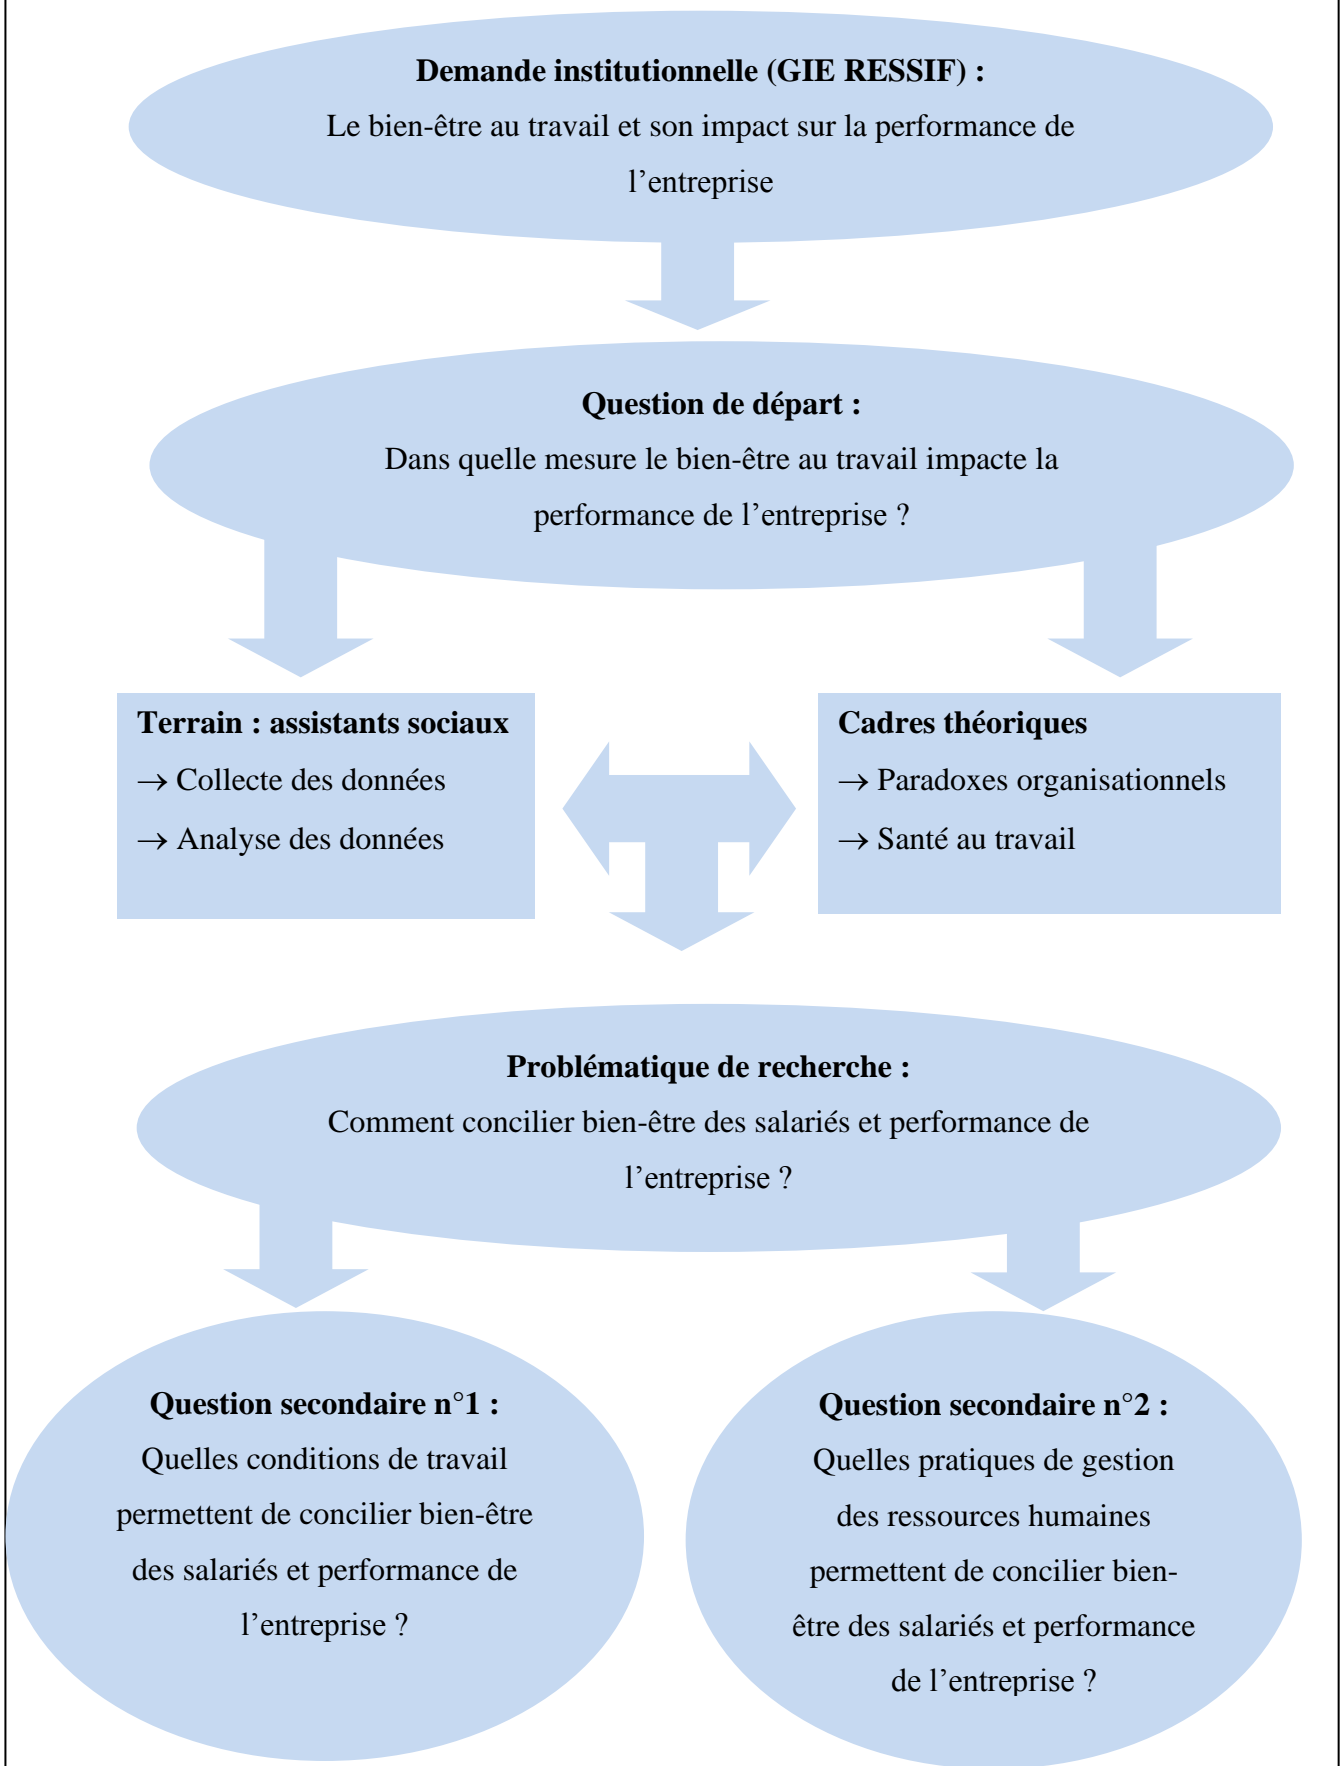 Demande institutionnelle (GIE RESSIF) :
Le bien-être au travail et son impact sur la performance de
l’entreprise
Question de départ :
Dans quelle mesure le bien-être au travail impacte la
performance de l’entreprise ?
Terrain : assistants sociaux
→ Collecte des données
→ Analyse des données
Cadres théoriques
→ Paradoxes organisationnels
→ Santé au travail
Problématique de recherche :
Comment concilier bien-être des salariés et performance de
l’entreprise ?
Question secondaire n°1 :
Quelles conditions de travail
permettent de concilier bien-être
des salariés et performance de
l’entreprise ?
Question secondaire n°2 :
Quelles pratiques de gestion
des ressources humaines
permettent de concilier bien-
être des salariés et performance
de l’entreprise ?